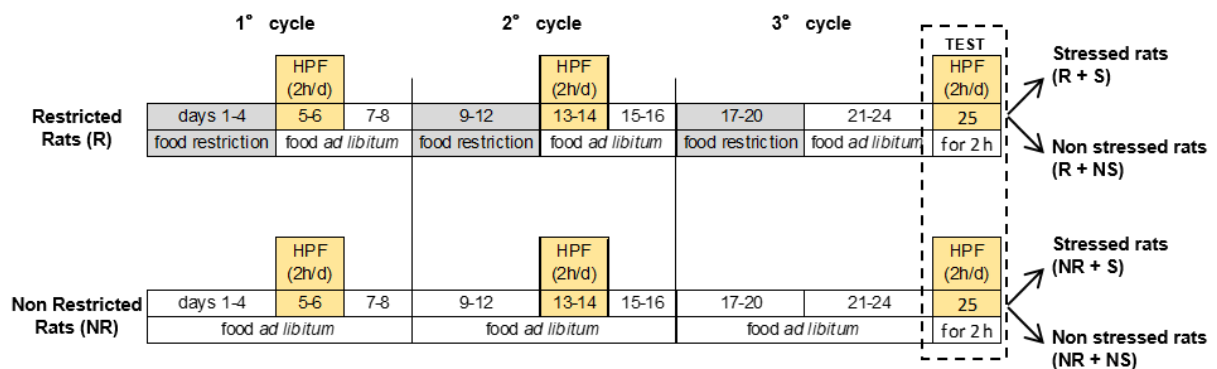 1° cycle 2° cycle 3° cycle
TEST
HPF HPF HPF
(2h/d) (2h/d) (2h/d)
Stressed rats
(R + S)
Restricted
Rats (R)
days 1-4 5-6 7-8 9-12 13-14 15-16 17-20 21-24 25
food restriction food ad libitum food restriction food ad libitum food restriction food ad libitum for 2 h
Non stressed rats
(R + NS)
HPF HPF HPF
(2h/d) (2h/d) (2h/d)
Stressed rats
(NR + S)
Non Restricted
Rats (NR)
days 1-4 5-6 7-8 9-12 13-14 15-16 17-20 21-24 25
food ad libitum food ad libitum food ad libitum for 2 h
Non stressed rats
(NR + NS)